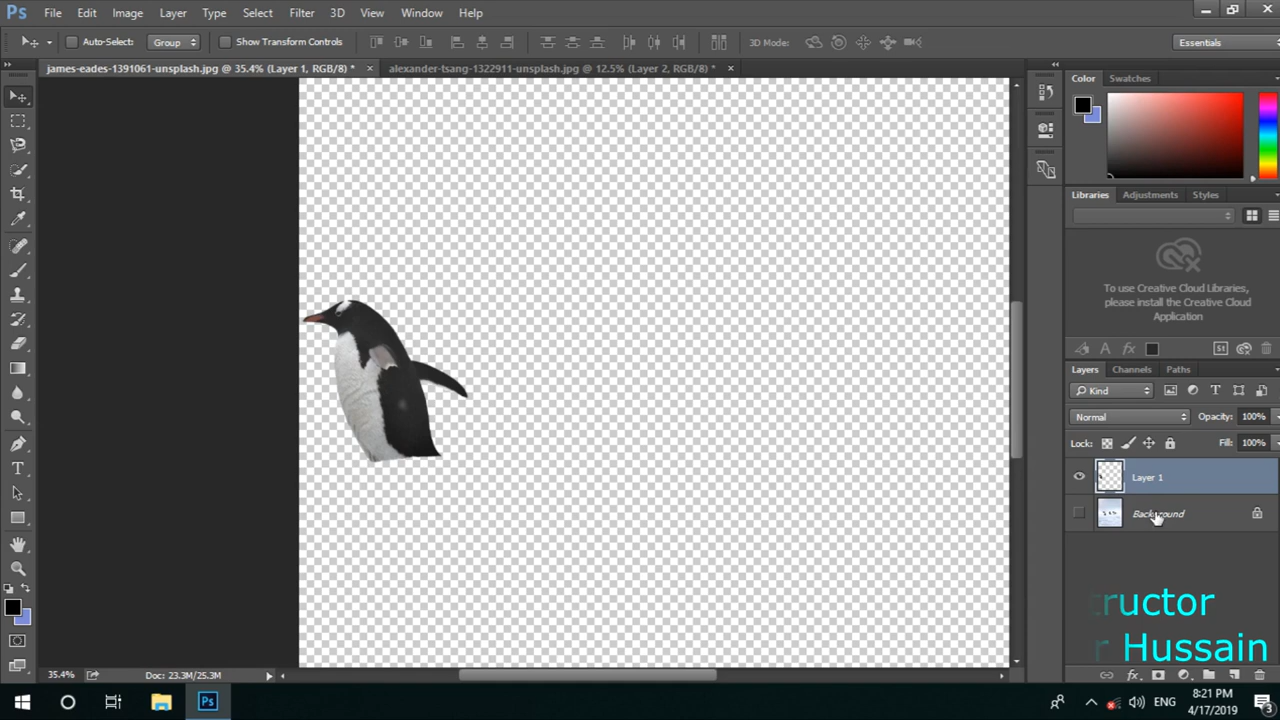 Ps File Edit Image Layer Type Select Filter 3D View Window Help
Auto-Select: Group Show Transform Controls 3D Mode: Essentials
james-eades-1391061-unsplash.jpg @ 35.4% (Layer 1, RGB/8) * alexander-tsang-1322911-unsplash.jpg @ 12.5% (Layer 2, RGB/8) *
Color Swatches
Libraries Adjustments Styles
To use Creative Cloud Libraries,
please install the Creative Cloud
Application
Layers Channels Paths
Kind
Normal Opacity: 100%
Lock: Fill: 100%
Layer 1
Background
tructor
r Hussain
35.4% Doc: 23.3M/25.3M
Ps ENG 8:21 PM
4/17/2019 3